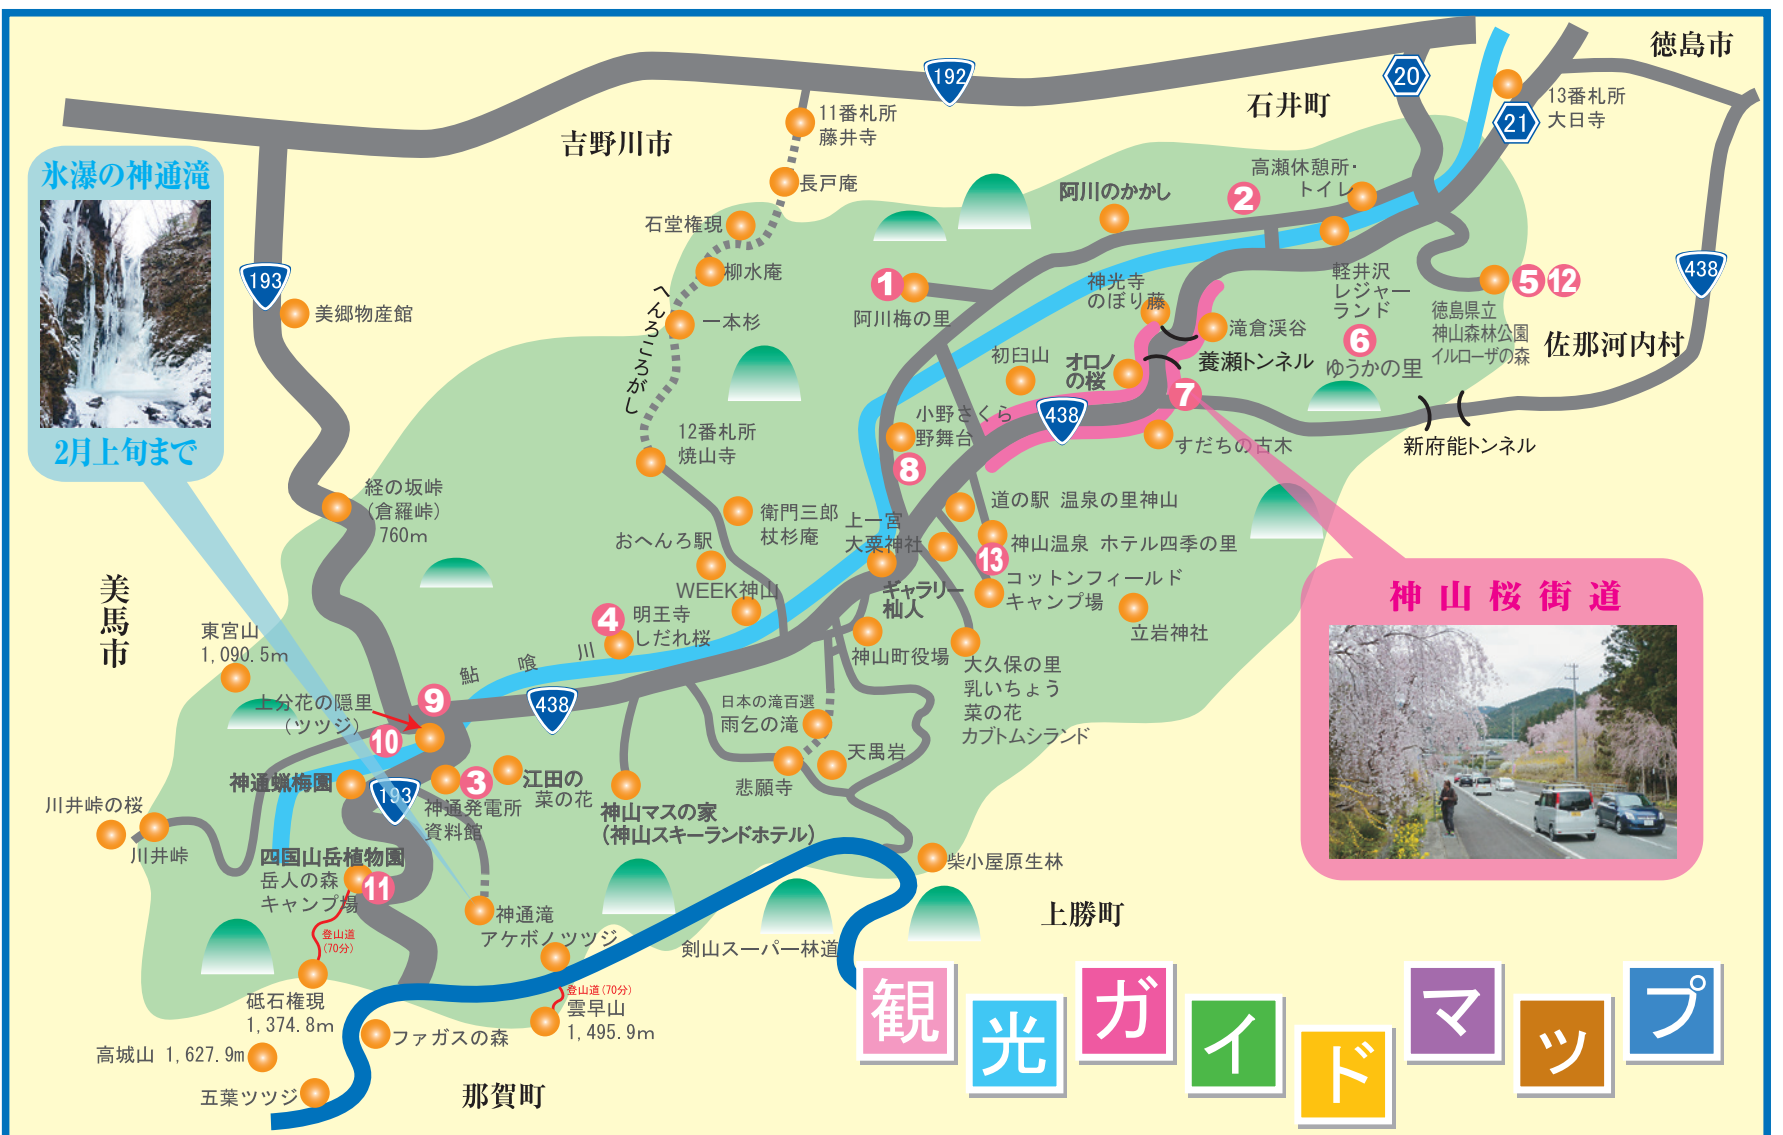 192
20
徳島市
13番札所
大日寺
21
石井町
11番札所
藤井寺
吉野川市
氷瀑の神通滝
2月上旬まで
長戸庵
石堂権現
柳水庵
へんろころがし
一本杉
193
美郷物産館
高瀬休憩所・
トイレ
阿川のかかし
2
1
阿川梅の里
神光寺
のぼり藤
滝倉渓谷
軽井沢
レジャー
ランド
6
ゆうかの里
5
12
徳島県立
神山森林公園
イルローザの森
438
佐那河内村
初臼山
オロノ
の桜
養瀬トンネル
438
7
すだちの古木
新府能トンネル
小野さくら
野舞台
8
12番札所
焼山寺
経の坂峠
(倉羅峠)
760m
衛門三郎
杖杉庵
おへんろ駅
WEEK神山
上一宮
大粟神社
道の駅 温泉の里神山
神山温泉 ホテル四季の里
13
コットンフィールド
キャンプ場
ギャラリー
仙人
立岩神社
神山町役場
大久保の里
乳いちょう
菜の花
カブトムシランド
神山桜街道
美馬市
東宮山
1,090.5m
4
明王寺
しだれ桜
鮎喰川
9
上分花の隠里
(ツツジ)
10
438
日本の滝百選
雨乞の滝
天禺岩
悲願寺
神通蝋梅園
193
3
神通発電所
資料館
江田の
菜の花
神山マスの家
(神山スキーランドホテル)
川井峠の桜
川井峠
四国山岳植物園
岳人の森
キャンプ場
11
登山道
(70分)
砥石権現
1,374.8m
神通滝
アケボノツツジ
登山道(70分)
雲早山
1,495.9m
柴小屋原生林
剣山スーパー林道
上勝町
ファガスの森
高城山 1,627.9m
五葉ツツジ
那賀町
観光ガイドマップ